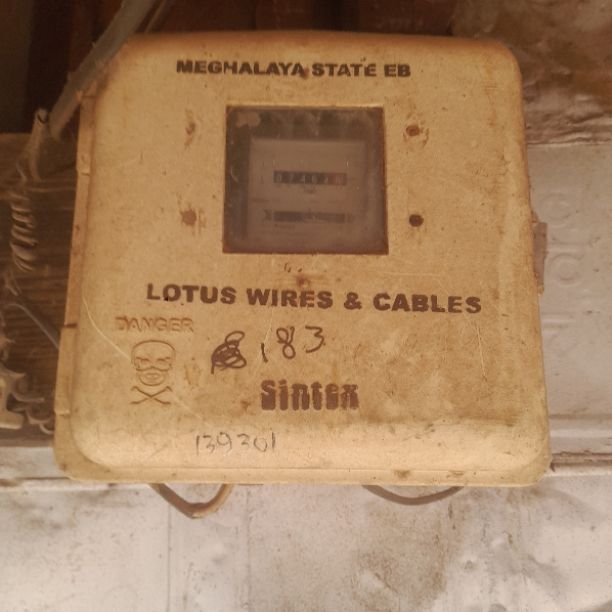 MEGHALAYA STATE EB
LOTUS WIRES & CABLES
DANGER
183
Sintex
139301